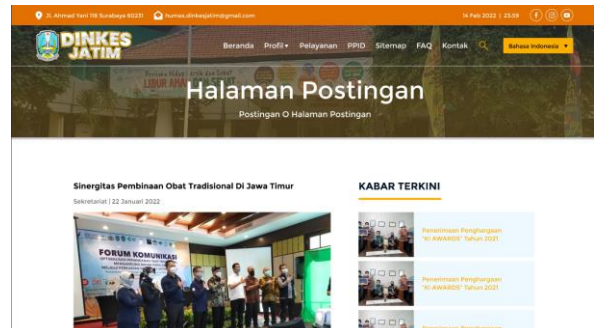 Jl. Ahmad Yani 118 Surabaya 60231
humas.dinkesjatim@gmail.com
14 Feb 2022 | 23:59
DINKES
JATIM
Beranda
Profil
Pelayanan
PPID
Sitemap
FAQ
Kontak
Bahasa Indonesia
Halaman Postingan
Postingan O Halaman Postingan
Sinergitas Pembinaan Obat Tradisional Di Jawa Timur
Sekretariat | 22 Januari 2022
FORUM KOMUNIKASI
KABAR TERKINI
Penerimaan Penghargaan
"KI AWARDS" Tahun 2021
Penerimaan Penghargaan
"KI AWARDS" Tahun 2021